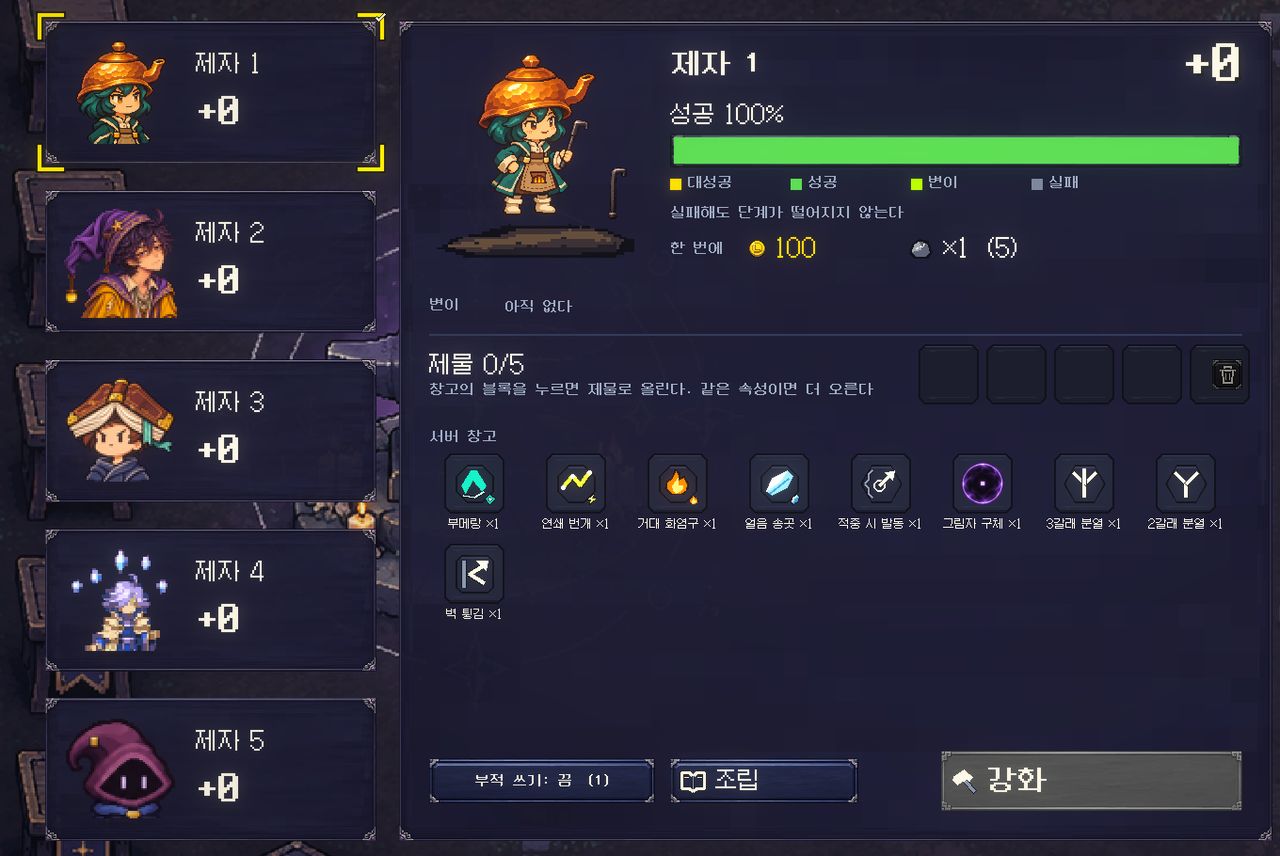 제자 1
+0
제자 2
+0
제자 3
+0
제자 4
+0
제자 5
+0
제자 1
+0
성공 100%
대성공 성공 변이 실패
실패해도 단계가 떨어지지 않는다
한 번에 100 ×1 (5)
변이 아직 없다
제물 0/5
창고의 블록을 누르면 제물로 올린다. 같은 속성이면 더 오른다
서버 창고
부메랑 ×1 연쇄 번개 ×1 거대 화염구 ×1 얼음 송곳 ×1 적중 시 발동 ×1 그림자 구체 ×1 3갈래 분열 ×1 2갈래 분열 ×1
벽 튕김 ×1
부적 쓰기: 끔 (1) 조립 강화